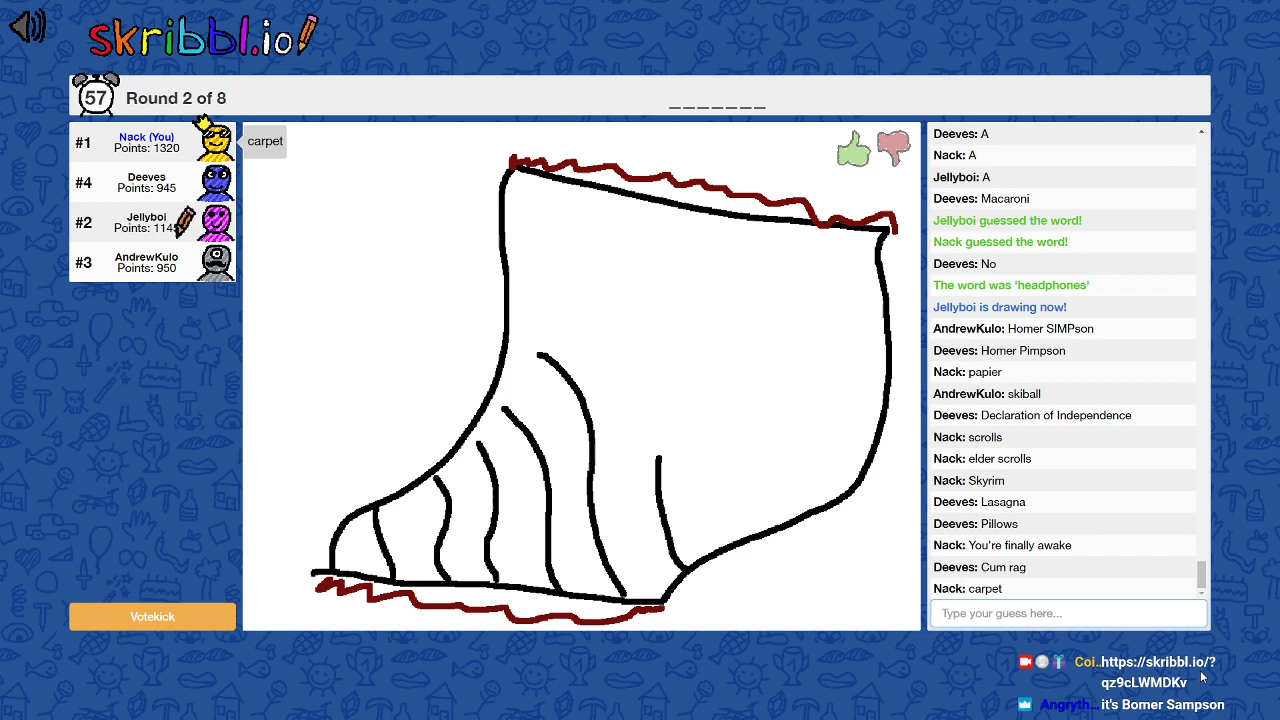 skribbl.io
57
Round 2 of 8
_______
#1
Nack (You)
Points: 1320
carpet
#4
Deeves
Points: 945
#2
Jellyboi
#3
AndrewKulo
Points: 950
Votekick
Deeves: A
Nack: A
Jellyboi: A
Deeves: Macaroni
Jellyboi guessed the word!
Nack guessed the word!
Deeves: No
The word was 'headphones'
Jellyboi is drawing now!
AndrewKulo: Homer SIMPson
Deeves: Homer Pimpson
Nack: papier
AndrewKulo: skiball
Deeves: Declaration of Independence
Nack: scrolls
Nack: elder scrolls
Nack: Skyrim
Deeves: Lasagna
Deeves: Pillows
Nack: You're finally awake
Deeves: Cum rag
Nack: carpet
Type your guess here...
Coi..https://skribbl.io/?
qz9cLWMDKv
Angryth... it's Bomer Sampson